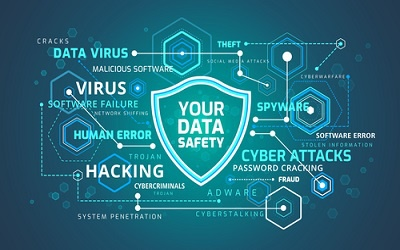 CRACKS
DATA VIRUS
MALICIOUS SOFTWARE
VIRUS
SOFTWARE FAILURE
NETWORK SNIFFING
HUMAN ERROR
TROJAN
HACKING
CYBERCRIMINALS
TROJAN
SYSTEM PENETRATION
YOUR
DATA
SAFETY
THEFT
SOCIAL MEDIA ATTACKS
CYBERWARFARE
SPYWARE
SOFTWARE ERROR
STOLEN INFORMATION
CYBER ATTACKS
PASSWORD CRACKING
FRAUD
ADWARE
CYBERSTALKING